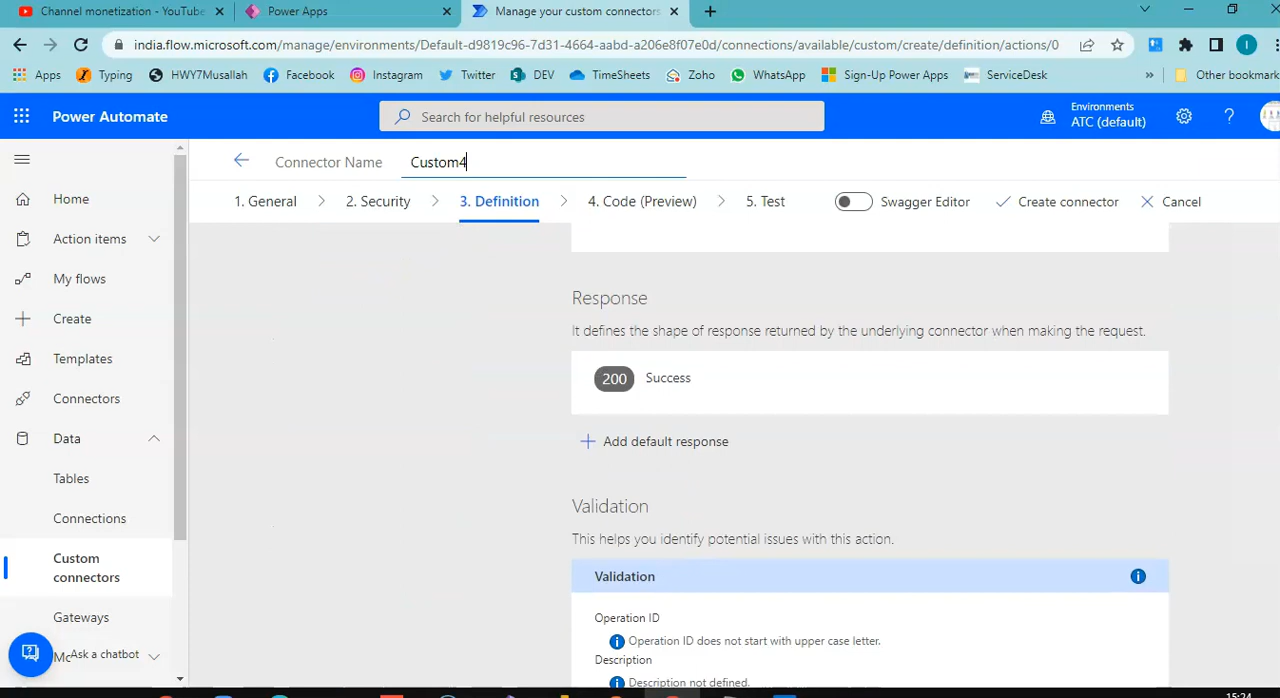 Channel monetization - YouTube
Power Apps
Manage your custom connectors
india.flow.microsoft.com/manage/environments/Default-d9819c96-7d31-4664-aabd-a206e8f07e0d/connections/available/custom/create/definition/actions/0
Apps
Typing
HWY7Musallah
Facebook
Instagram
Twitter
DEV
TimeSheets
Zoho
WhatsApp
Sign-Up Power Apps
ServiceDesk
»
Other bookmark
Power Automate
Search for helpful resources
Environments
ATC (default)
Connector Name
Custom4
1. General
2. Security
3. Definition
4. Code (Preview)
5. Test
Swagger Editor
Create connector
Cancel
Home
Action items
My flows
Create
Templates
Connectors
Data
Tables
Connections
Custom
connectors
Gateways
Ask a chatbot
Response
It defines the shape of response returned by the underlying connector when making the request.
200 Success
Add default response
Validation
This helps you identify potential issues with this action.
Validation
Operation ID
Operation ID does not start with upper case letter.
Description
Description not defined.
15:24